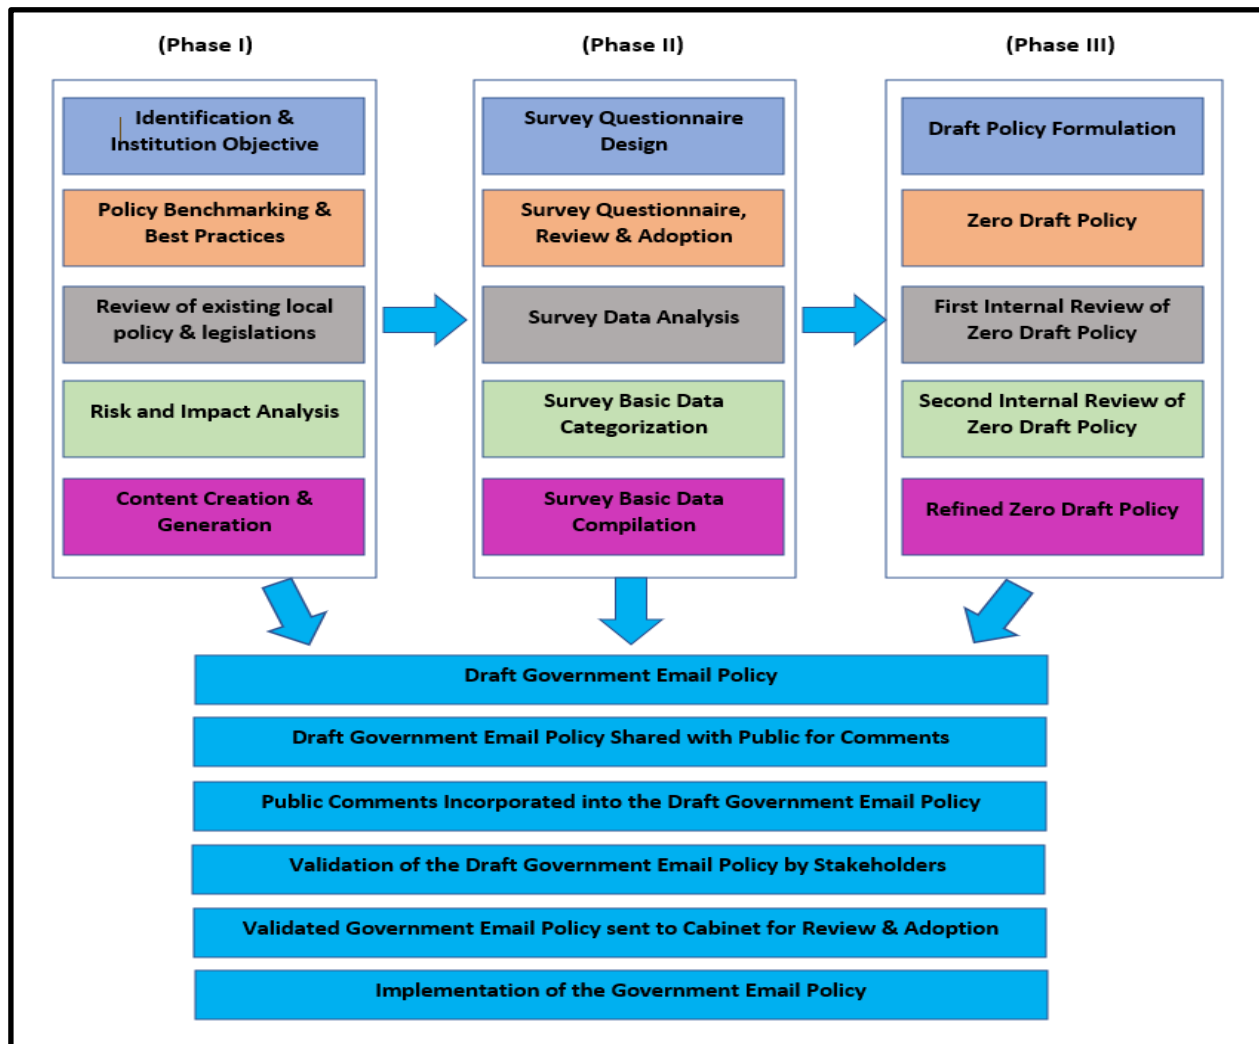 (Phase I)
(Phase II)
(Phase III)
Identification &
Institution Objective
Policy Benchmarking &
Best Practices
Review of existing local
policy & legislations
Risk and Impact Analysis
Content Creation &
Generation
Survey Questionnaire
Design
Survey Questionnaire,
Review & Adoption
Survey Data Analysis
Survey Basic Data
Categorization
Survey Basic Data
Compilation
Draft Policy Formulation
Zero Draft Policy
First Internal Review of
Zero Draft Policy
Second Internal Review of
Zero Draft Policy
Refined Zero Draft Policy
Draft Government Email Policy
Draft Government Email Policy Shared with Public for Comments
Public Comments Incorporated into the Draft Government Email Policy
Validation of the Draft Government Email Policy by Stakeholders
Validated Government Email Policy sent to Cabinet for Review & Adoption
Implementation of the Government Email Policy